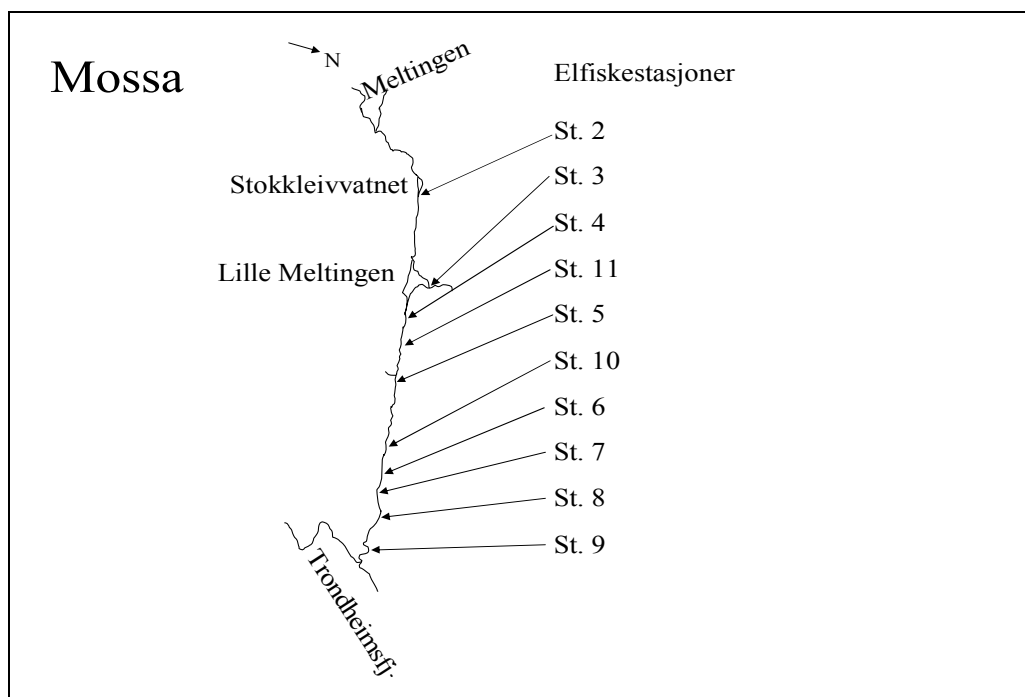 N
Mossa
Meltingen
Elfiskestasjoner
St. 2
St. 3
Stokkleivvatnet
St. 4
Lille Meltingen
St. 11
St. 5
St. 10
St. 6
St. 7
St. 8
St. 9
Trondheimsfj.